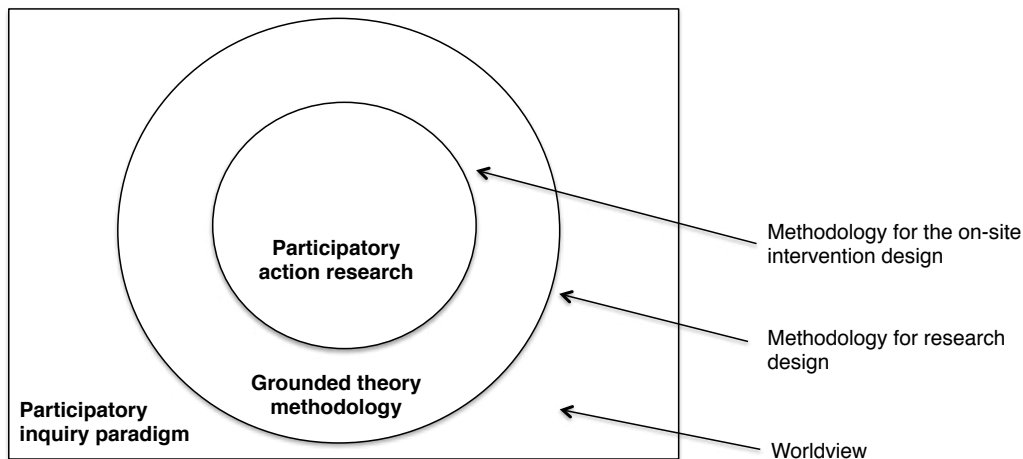 Participatory
action research
Grounded theory
methodology
Participatory
inquiry paradigm
Methodology for the on-site
intervention design
Methodology for research
design
Worldview